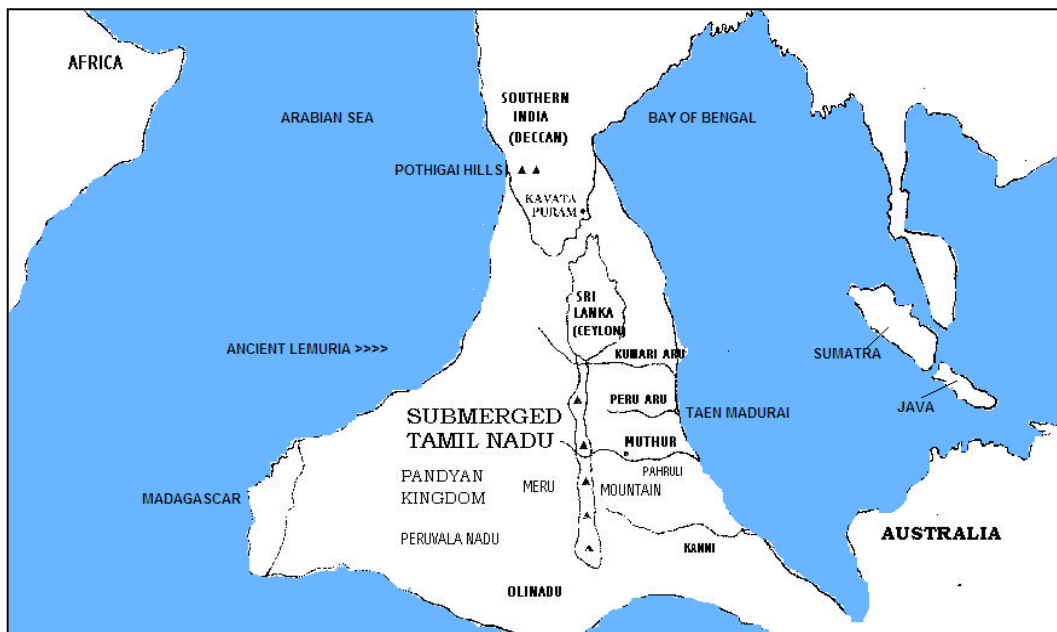 AFRICA
SOUTHERN
INDIA
(DECCAN)
ARABIAN SEA
BAY OF BENGAL
POTHIGAI HILLS
KAVATA
PURAM
SRI
LANKA
(CEYLON)
ANCIENT LEMURIA >>>>
KUMARI ARU
SUMATRA
PERU ARU
TAEN MADURAI
JAVA
SUBMERGED
TAMIL NADU
MUTHUR
PAHRULI
PANDYAN
KINGDOM
MERU
MOUNTAIN
MADAGASCAR
PERUVALA NADU
KANNI
AUSTRALIA
OLINADU